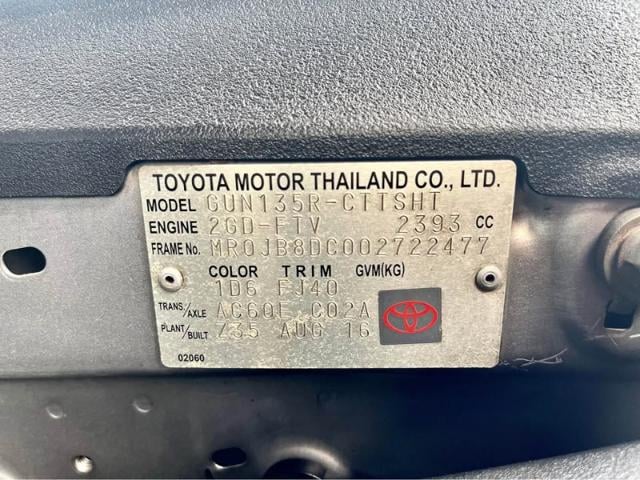 TOYOTA MOTOR THAILAND CO., LTD.
MODEL GUN135R-CTTSHT
ENGINE 2GD-FTV 2393 CC
FRAME No. MR0JB8DC002722477
COLOR TRIM GVM(KG)
1D6 FJ40
TRANS/AXLE AC60E C02A
PLANT/BUILT Z35 AUG 16
02060